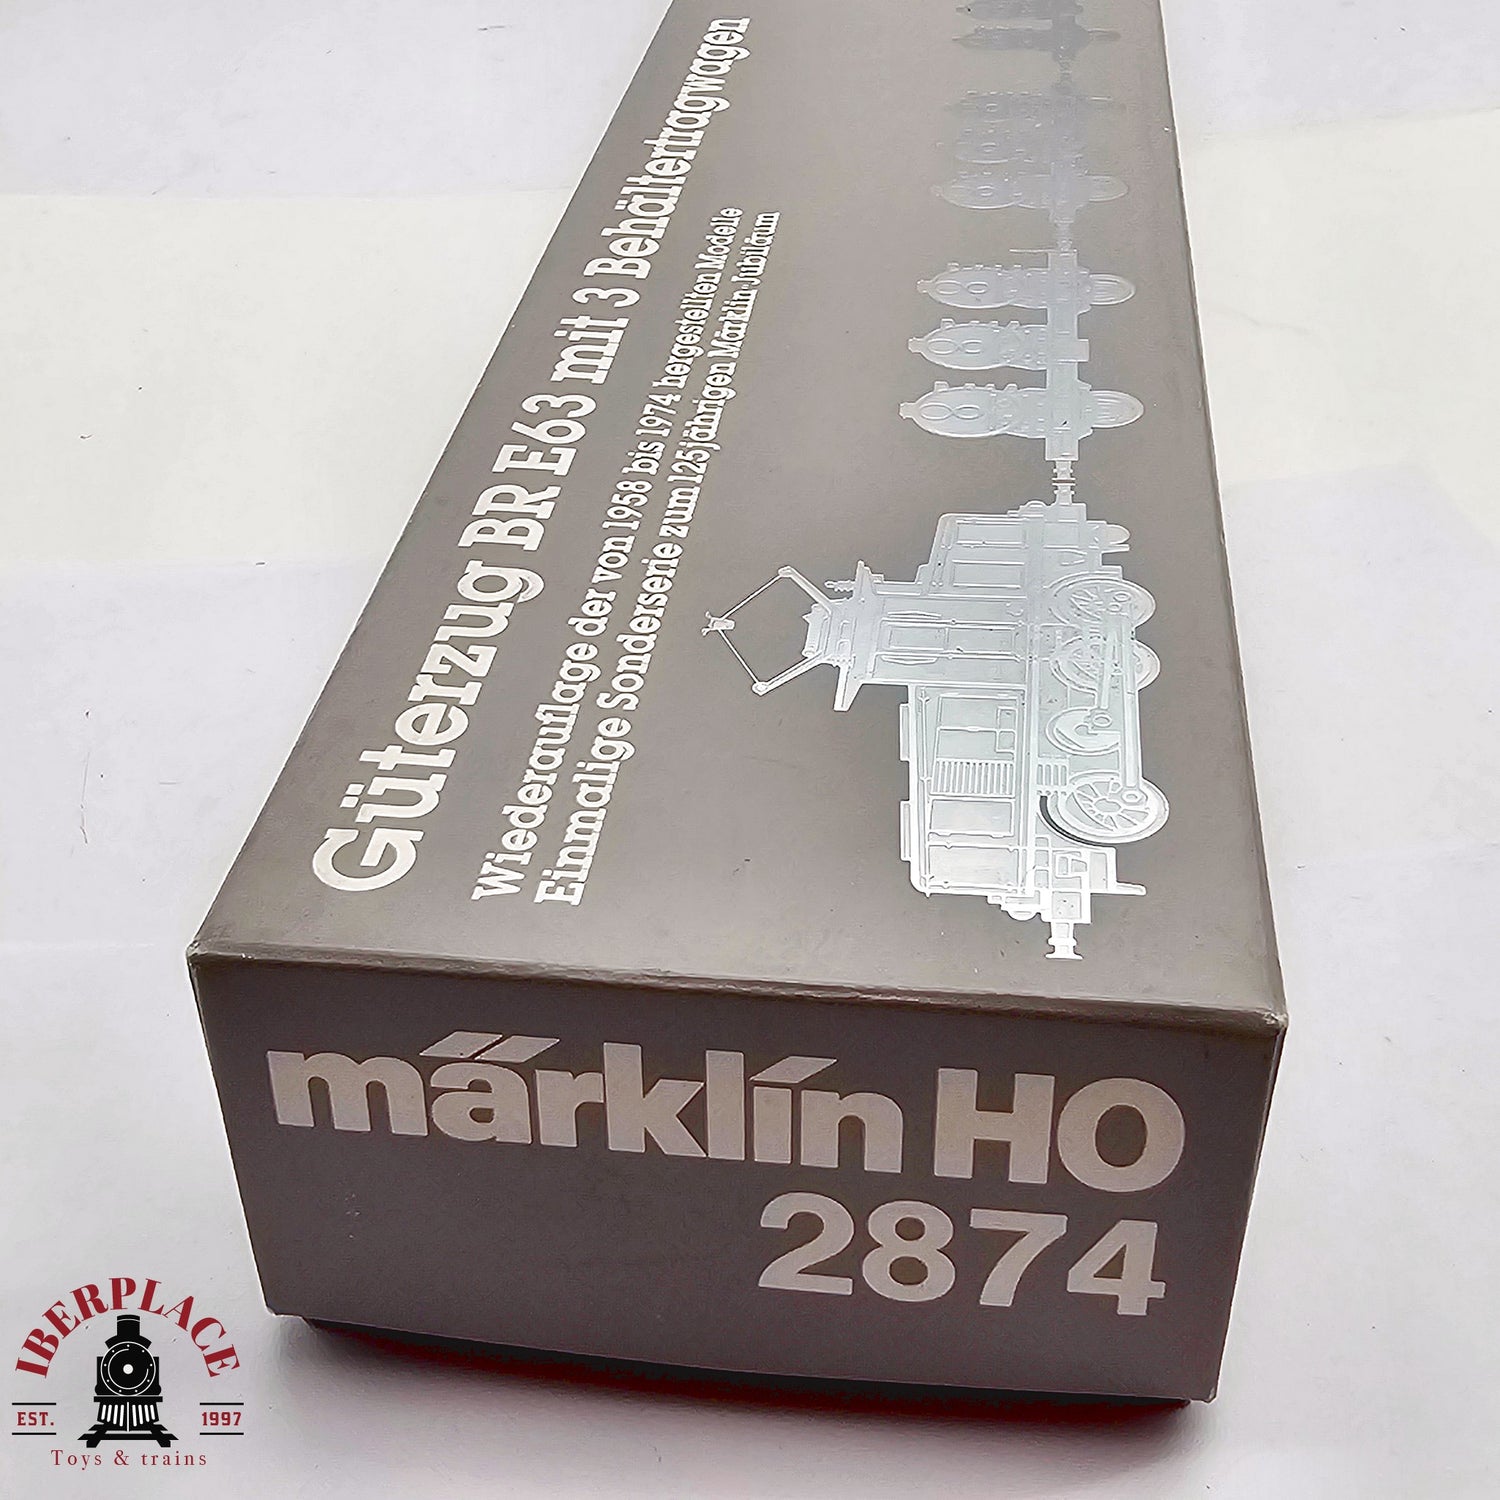 Güterzug BR E63 mit 3 Behältertragwagen
Wiederauflage der von 1958 bis 1974 hergestellten Modelle
Einmalige Sonderserie zum 125jährigen Märklin-Jubiläum
märklín HO
2874
IBERPLACE
EST. 1997
Toys & trains